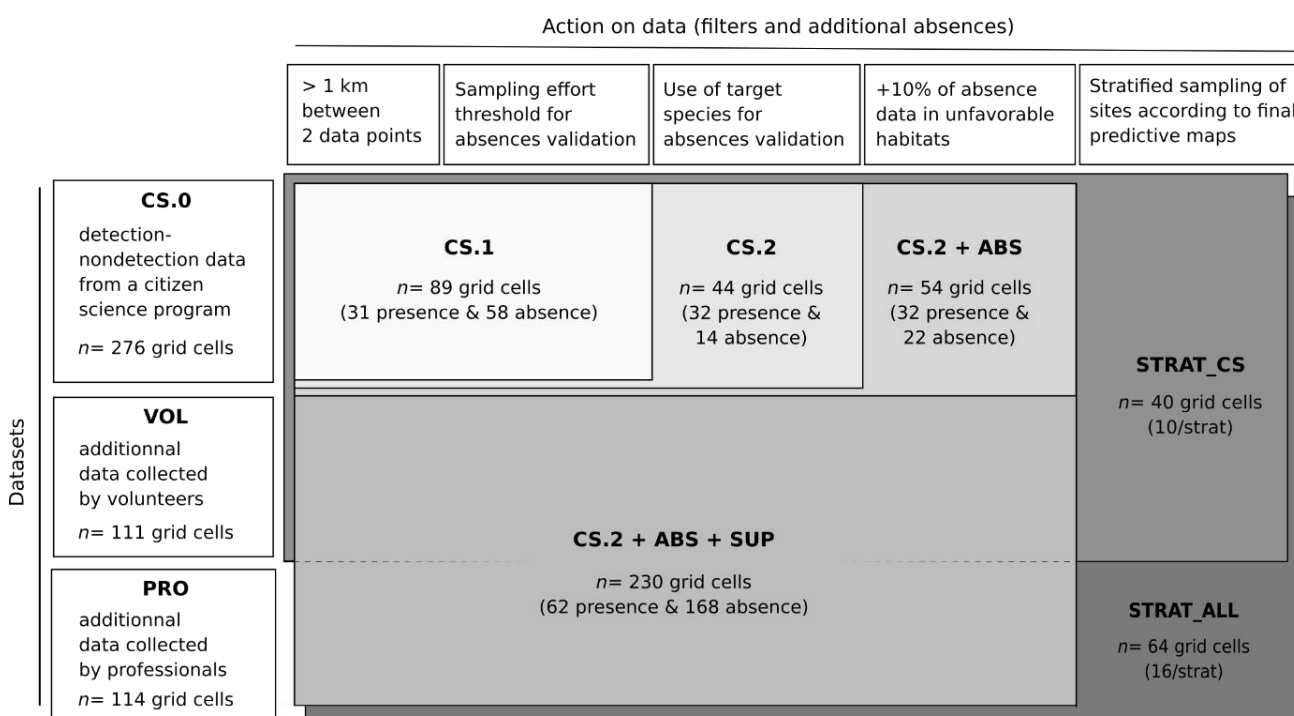 Action on data (filters and additional absences)
> 1 km
between
2 data points
Sampling effort
threshold for
absences validation
Use of target
species for
absences validation
+10% of absence
data in unfavorable
habitats
Stratified sampling of
sites according to final
predictive maps
Datasets
CS.0
detection-
nondetection data
from a citizen
science program
n= 276 grid cells
CS.1
n= 89 grid cells
(31 presence & 58 absence)
CS.2
n= 44 grid cells
(32 presence &
14 absence)
CS.2 + ABS
n= 54 grid cells
(32 presence &
22 absence)
STRAT_CS
n= 40 grid cells
(10/strat)
VOL
additionnal
data collected
by volunteers
n= 111 grid cells
CS.2 + ABS + SUP
n= 230 grid cells
(62 presence & 168 absence)
PRO
additionnal
data collected
by professionals
n= 114 grid cells
STRAT_ALL
n= 64 grid cells
(16/strat)